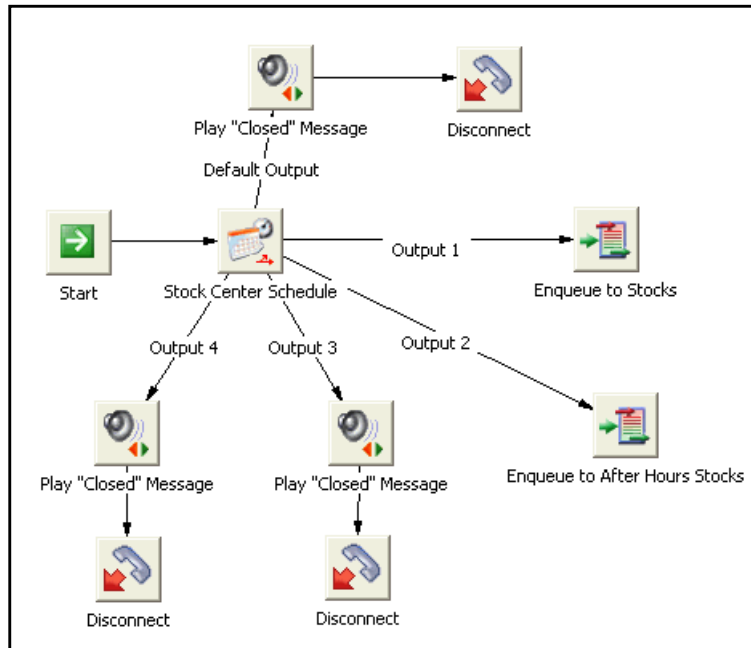 Play "Closed" Message
Disconnect
Default Output
Start
Stock Center Schedule
Output 1
Enqueue to Stocks
Output 4
Output 3
Output 2
Play "Closed" Message
Play "Closed" Message
Enqueue to After Hours Stocks
Disconnect
Disconnect